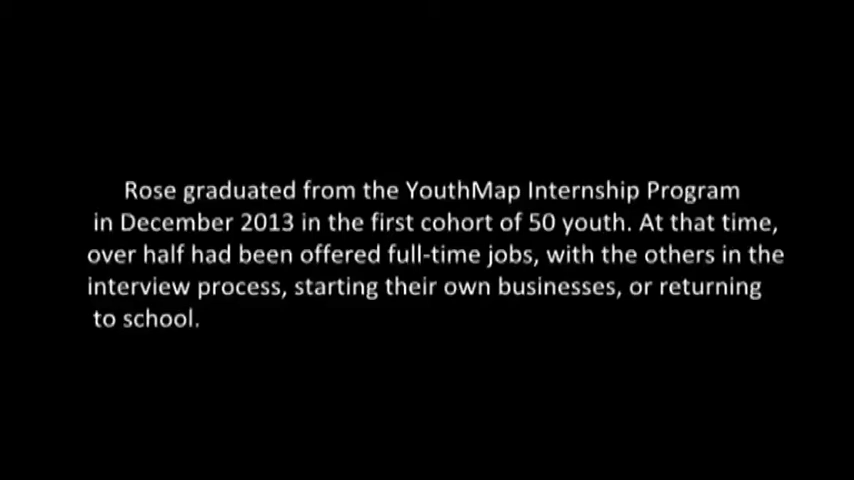 Rose graduated from the YouthMap Internship Program
in December 2013 in the first cohort of 50 youth. At that time,
over half had been offered full-time jobs, with the others in the
interview process, starting their own businesses, or returning
to school.